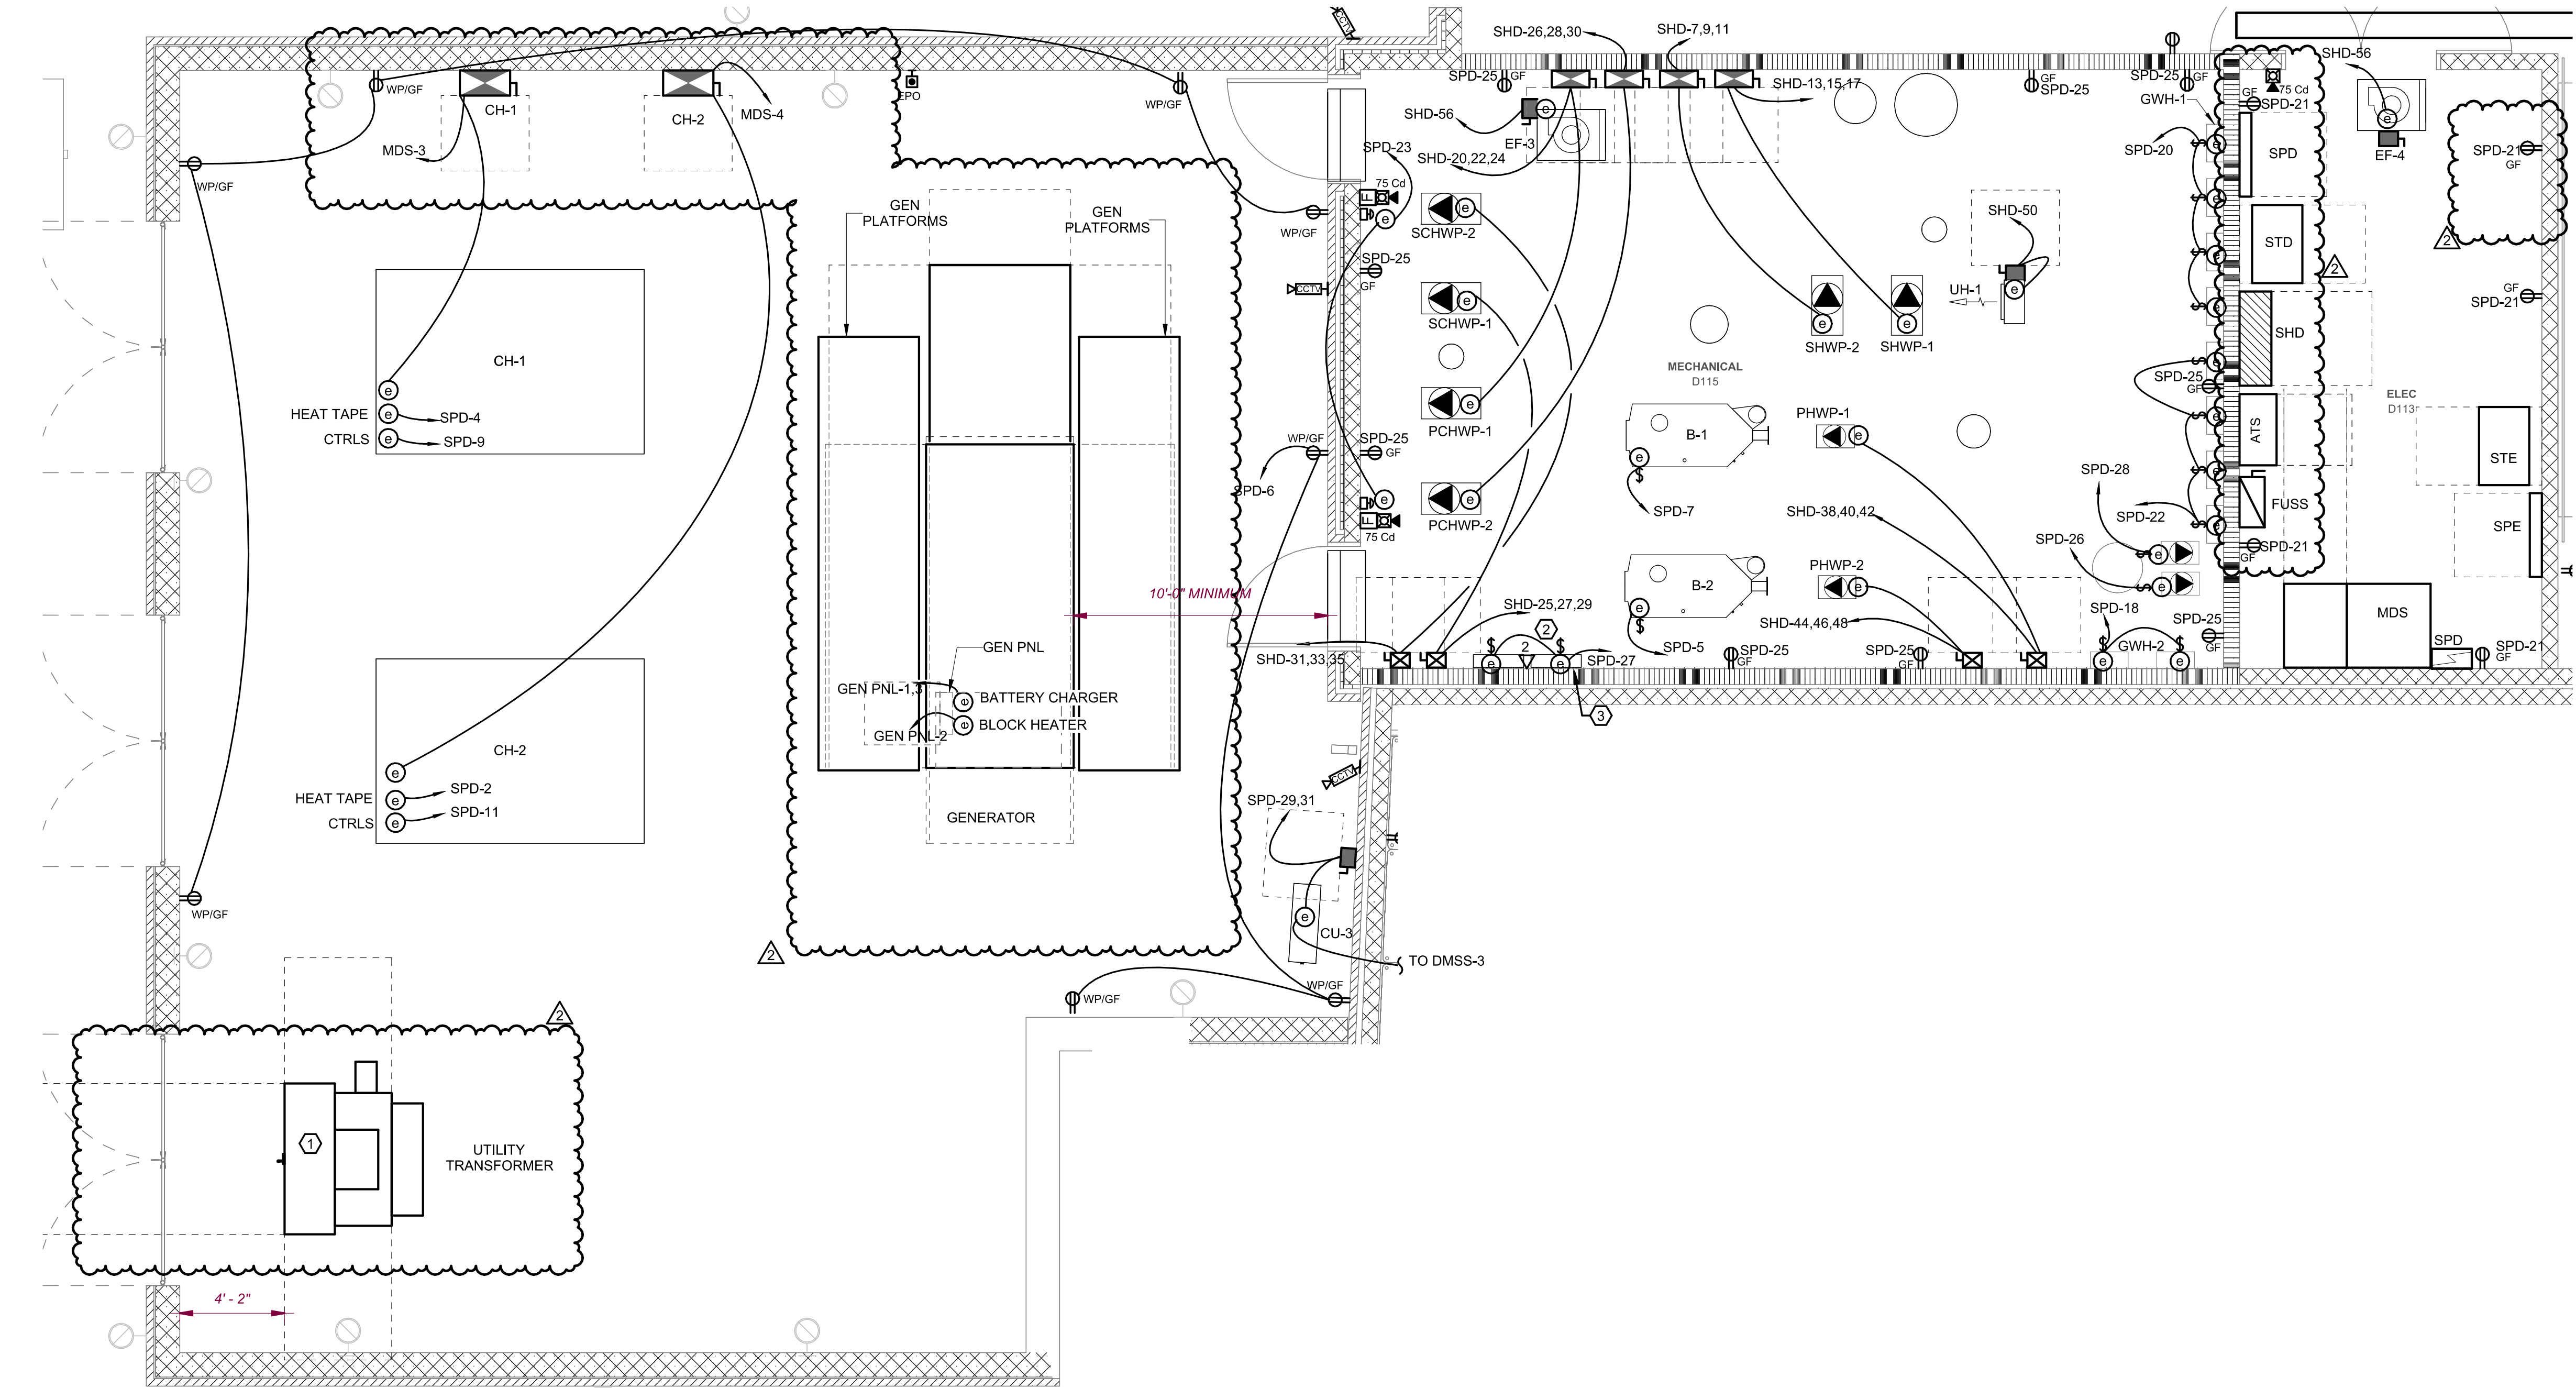 CCTV
SHD-26,28,30
SHD-7,9,11
SHD-56
WP/GF
CH-1
CH-2
MDS-4
MDS-3
EPO
WP/GF
WP/GF
SPD-25
GF
SHD-13,15,17
GF
SPD-25
SPD-25
GF
GWH-1
75 Cd
GF
SPD-21
SHD-56
EF-3
SHD-20,22,24
SPD-23
75 Cd
F
SPD-20
SPD
EF-4
SPD-21
GF
GEN
PLATFORMS
GEN
PLATFORMS
WP/GF
SCHWP-2
SHD-50
STD
2
2
SPD-25
GF
CCTV
UH-1
GF
SPD-21
SCHWP-1
SHWP-2
SHWP-1
SHD
MECHANICAL
D115
CH-1
SPD-25
GF
ELEC
D113
HEAT TAPE
SPD-4
CTRLS
SPD-9
PCHWP-1
B-1
PHWP-1
ATS
WP/GF
SPD-25
GF
STE
SPD-6
SPD-28
PCHWP-2
SPD-7
SHD-38,40,42
SPD-22
FUSS
SPE
F
75 Cd
SPD-26
SPD-21
GF
B-2
PHWP-2
10'-0" MINIMUM
SHD-25,27,29
SHD-44,46,48
SPD-18
SPD-25
GF
MDS
2
2
SHD-31,33,35
SPD-27
SPD-5
SPD-25
GF
SPD-25
GF
GWH-2
SPD
SPD-21
GF
GEN PNL
GEN PNL-1,3
BATTERY CHARGER
GEN PNL-2
BLOCK HEATER
3
CH-2
CCTV
HEAT TAPE
SPD-2
CTRLS
SPD-11
SPD-29,31
GENERATOR
WP/GF
CU-3
2
TO DMSS-3
WP/GF
WP/GF
2
1
UTILITY
TRANSFORMER
4' - 2"